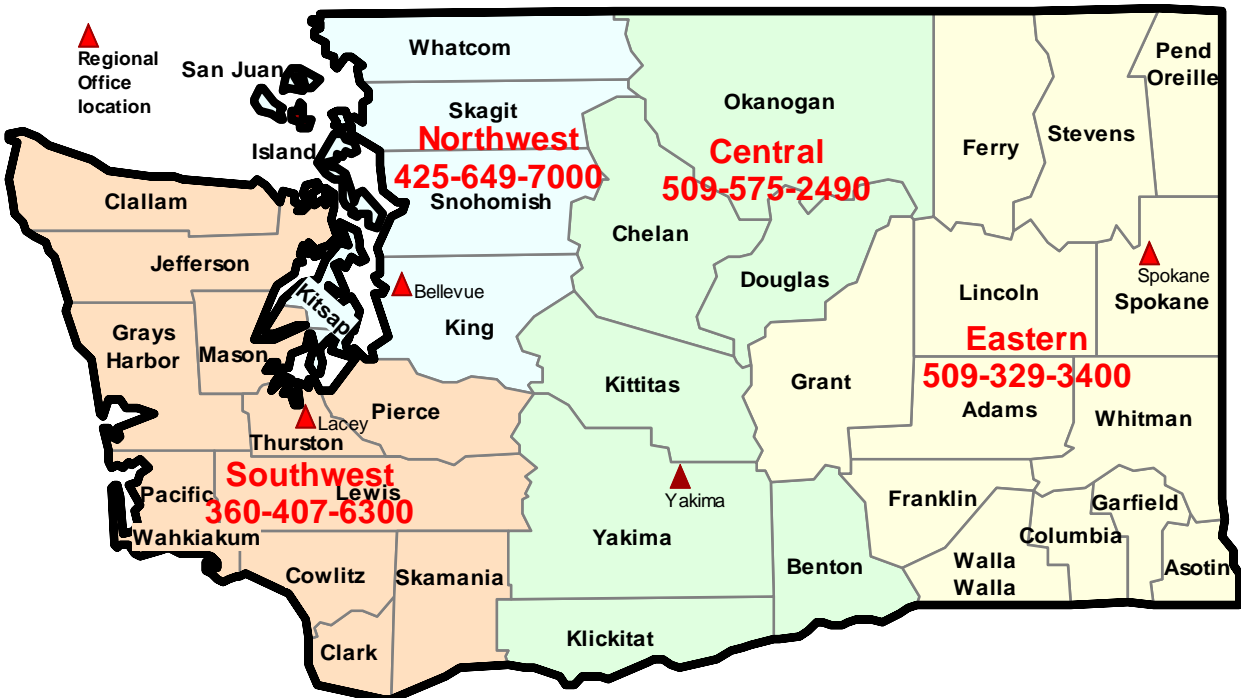 Regional
Office
location
San Juan
Island
Whatcom
Skagit
Northwest
425-649-7000
Snohomish
King
Bellevue
Kitsap
Okanogan
Central
509-575-2490
Chelan
Douglas
Kittitas
Yakima
Yakima
Benton
Klickitat
Ferry
Stevens
Pend
Oreille
Spokane
Spokane
Lincoln
Eastern
509-329-3400
Grant
Adams
Whitman
Franklin
Garfield
Columbia
Walla
Walla
Asotin
Clallam
Jefferson
Grays
Harbor
Mason
Lacey
Thurston
Pierce
Southwest
360-407-6300
Pacific
Lewis
Wahkiakum
Cowlitz
Skamania
Clark